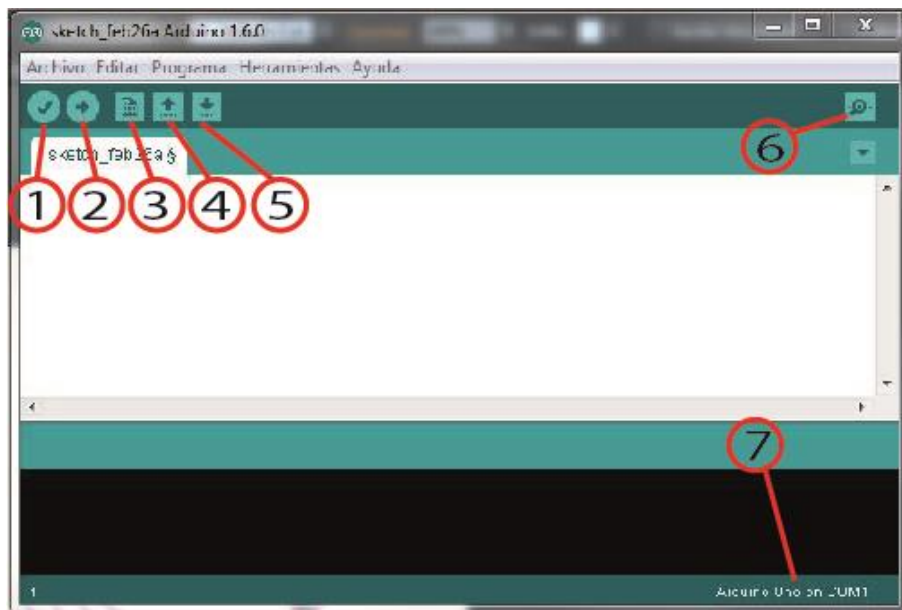 sketch_feb26a Arduino 1.6.0
Archivo Editar Programa Herramientas Ayuda
sketch_feb26a §
6
1 2 3 4 5
7
1
Arduino Uno on COM1